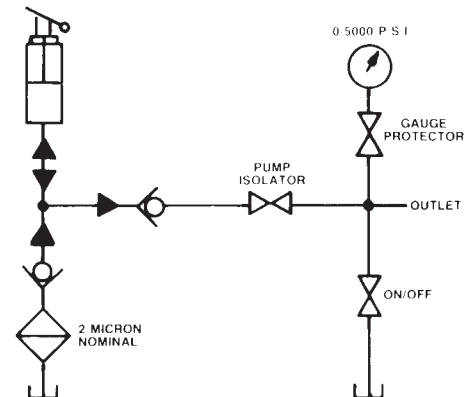 0-5000 P S I
GAUGE
PROTECTOR
PUMP
ISOLATOR
OUTLET
ON/OFF
2 MICRON
NOMINAL